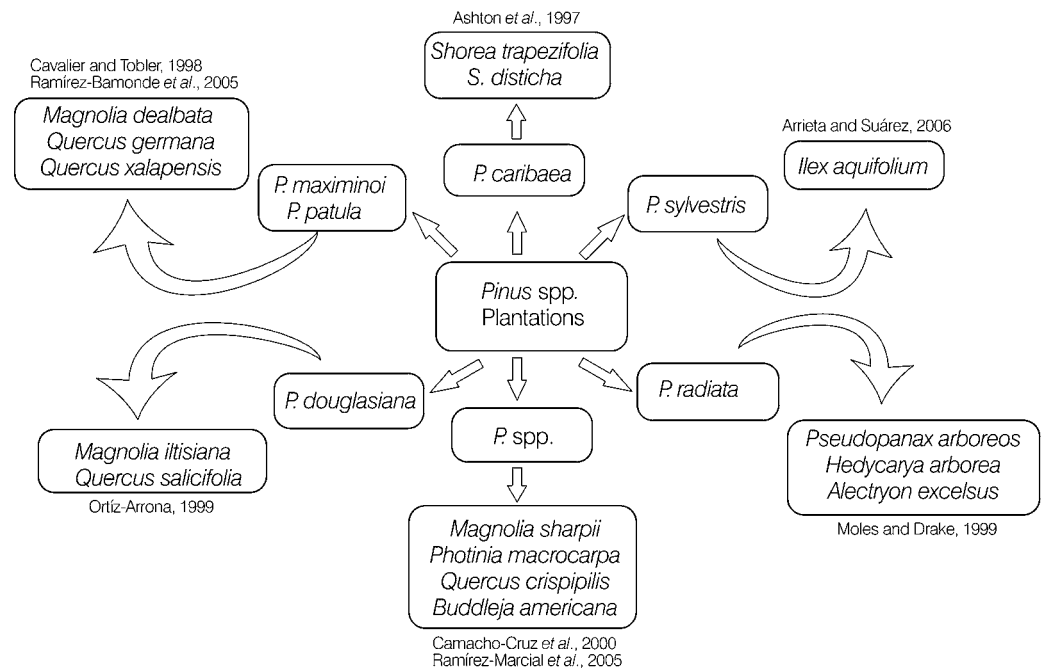 Ashton et al., 1997
Shorea trapezifolia
S. disticha
Cavalier and Tobler, 1998
Ramírez-Bamonde et al., 2005
Magnolia dealbata
Quercus germana
Quercus xalapensis
P. maximinoi
P. patula
P. caribaea
P. sylvestris
Arrieta and Suárez, 2006
Ilex aquifolium
Pinus spp.
Plantations
P. douglasiana
P. spp.
P. radiata
Magnolia iltisiana
Quercus salicifolia
Ortíz-Arrona, 1999
Magnolia sharpii
Photinia macrocarpa
Quercus crispipilis
Buddleja americana
Camacho-Cruz et al., 2000
Ramírez-Marcial et al., 2005
Pseudopanax arboreos
Hedycarya arborea
Alectryon excelsus
Moles and Drake, 1999